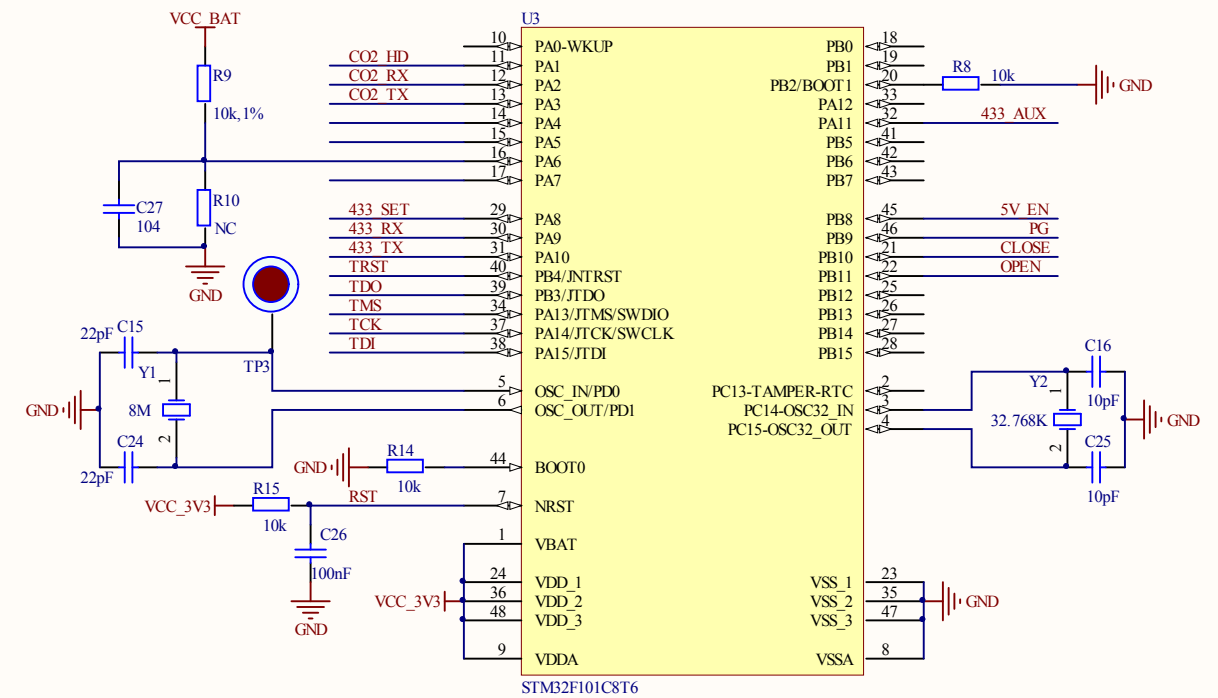 VCC_BAT
R9
10k,1%
C27
104
R10
NC
GND
TP3
C15
22pF
Y1
1
8M
2
GND
C24
22pF
GND
R14
10k
VCC_3V3
R15
10k
RST
C26
100nF
GND
VCC_3V3
U3
10 PA0-WKUP
CO2_HD 11 PA1
CO2_RX 12 PA2
CO2_TX 13 PA3
14 PA4
15 PA5
16 PA6
17 PA7
433_SET 29 PA8
433_RX 30 PA9
433_TX 31 PA10
TRST 40 PB4/JNTRST
TDO 39 PB3/JTDO
TMS 34 PA13/JTMS/SWDIO
TCK 37 PA14/JTCK/SWCLK
TDI 38 PA15/JTDI
5 OSC_IN/PD0
6 OSC_OUT/PD1
44 BOOT0
7 NRST
1 VBAT
24 VDD_1
36 VDD_2
48 VDD_3
9 VDDA
PB0 18
PB1 19
PB2/BOOT1 20
PA12 33
PA11 32 433_AUX
PB5 41
PB6 42
PB7 43
PB8 45 5V_EN
PB9 46 PG
PB10 21 CLOSE
PB11 22 OPEN
PB12 25
PB13 26
PB14 27
PB15 28
PC13-TAMPER-RTC 2
PC14-OSC32_IN 3
PC15-OSC32_OUT 4
VSS_1 23
VSS_2 35
VSS_3 47
VSSA 8
STM32F101C8T6
R8
10k
GND
C16
10pF
Y2
1
32.768K
2
GND
C25
10pF
GND